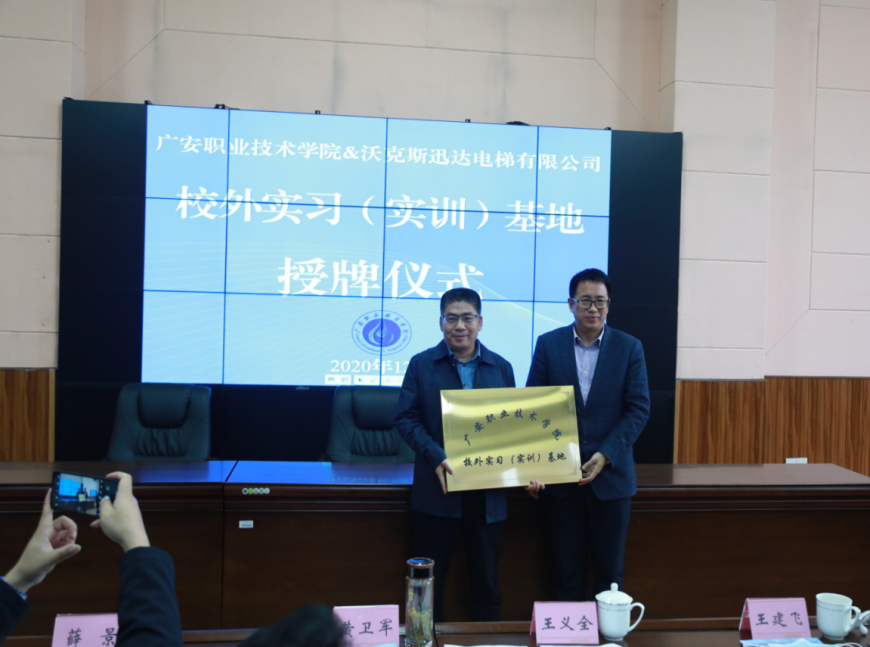 广安职业技术学院&沃克斯迅达电梯有限公司
校外实习（实训）基地
授牌仪式
2020年12
广安职业技术学院
校外实习（实训）基地
薛 景
黄卫军
王义全
王建飞